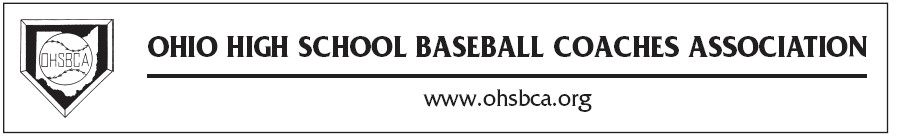 OHSBCA
OHIO HIGH SCHOOL BASEBALL COACHES ASSOCIATION
www.ohsbca.org